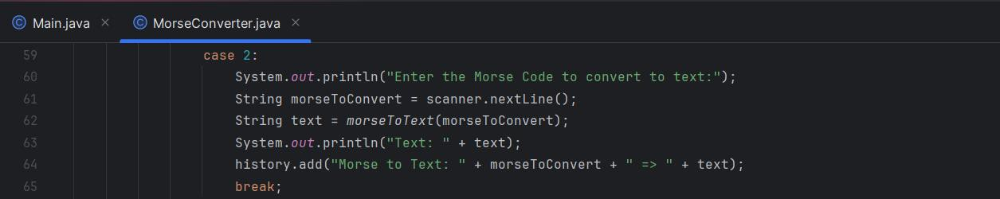 Main.java × MorseConverter.java ×
59 case 2:
60 System.out.println("Enter the Morse Code to convert to text:");
61 String morseToConvert = scanner.nextLine();
62 String text = morseToText(morseToConvert);
63 System.out.println("Text: " + text);
64 history.add("Morse to Text: " + morseToConvert + " => " + text);
65 break;